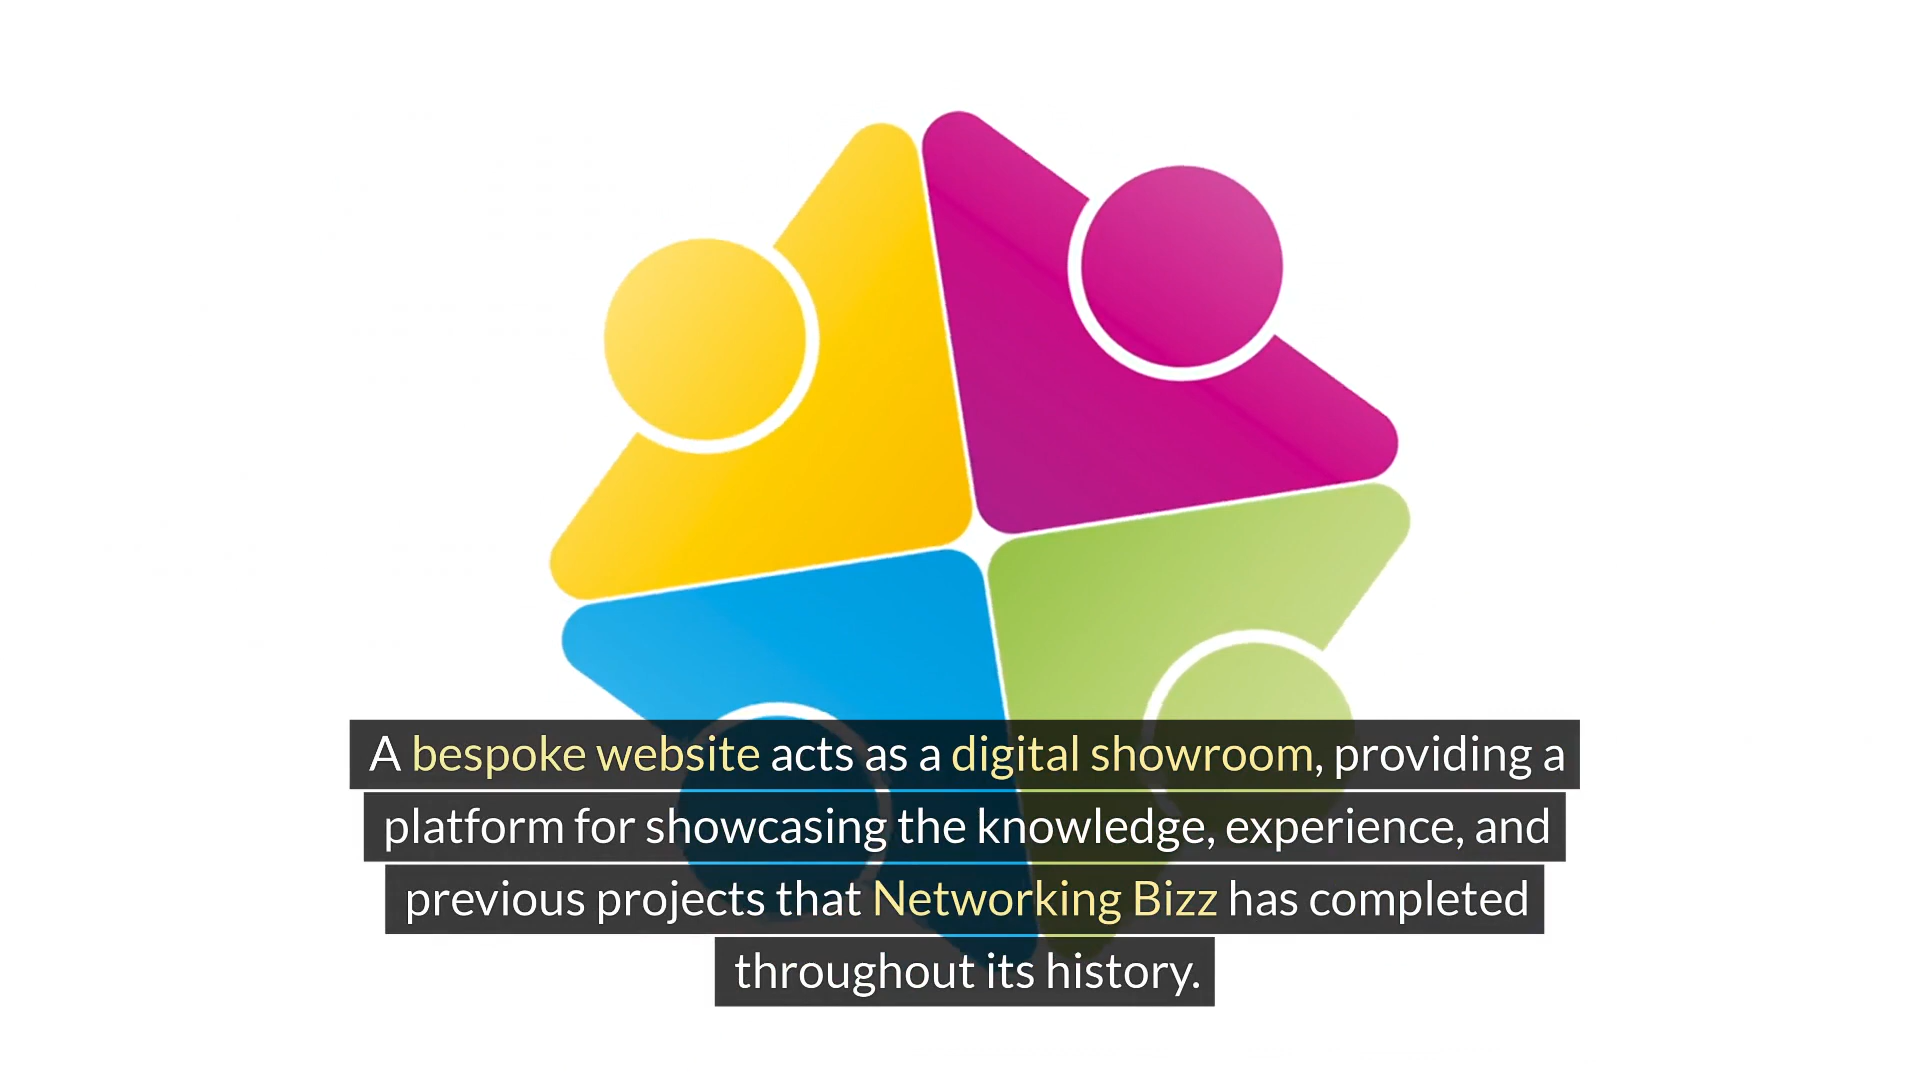 A bespoke website acts as a digital showroom, providing a
platform for showcasing the knowledge, experience, and
previous projects that Networking Bizz has completed
throughout its history.